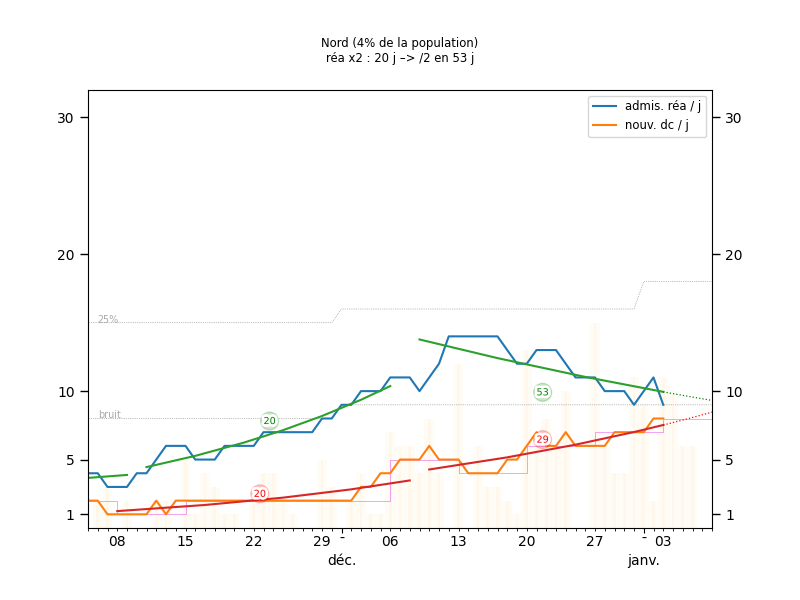 Nord (4% de la population)
réa x2 : 20 j –> /2 en 53 j
admis. réa / j
nouv. dc / j
30 30
20 20
25%
10 10
bruit
53
20
29
5 5
20
1 1
08 15 22 29 - 06 13 20 27 - 03
déc. janv.